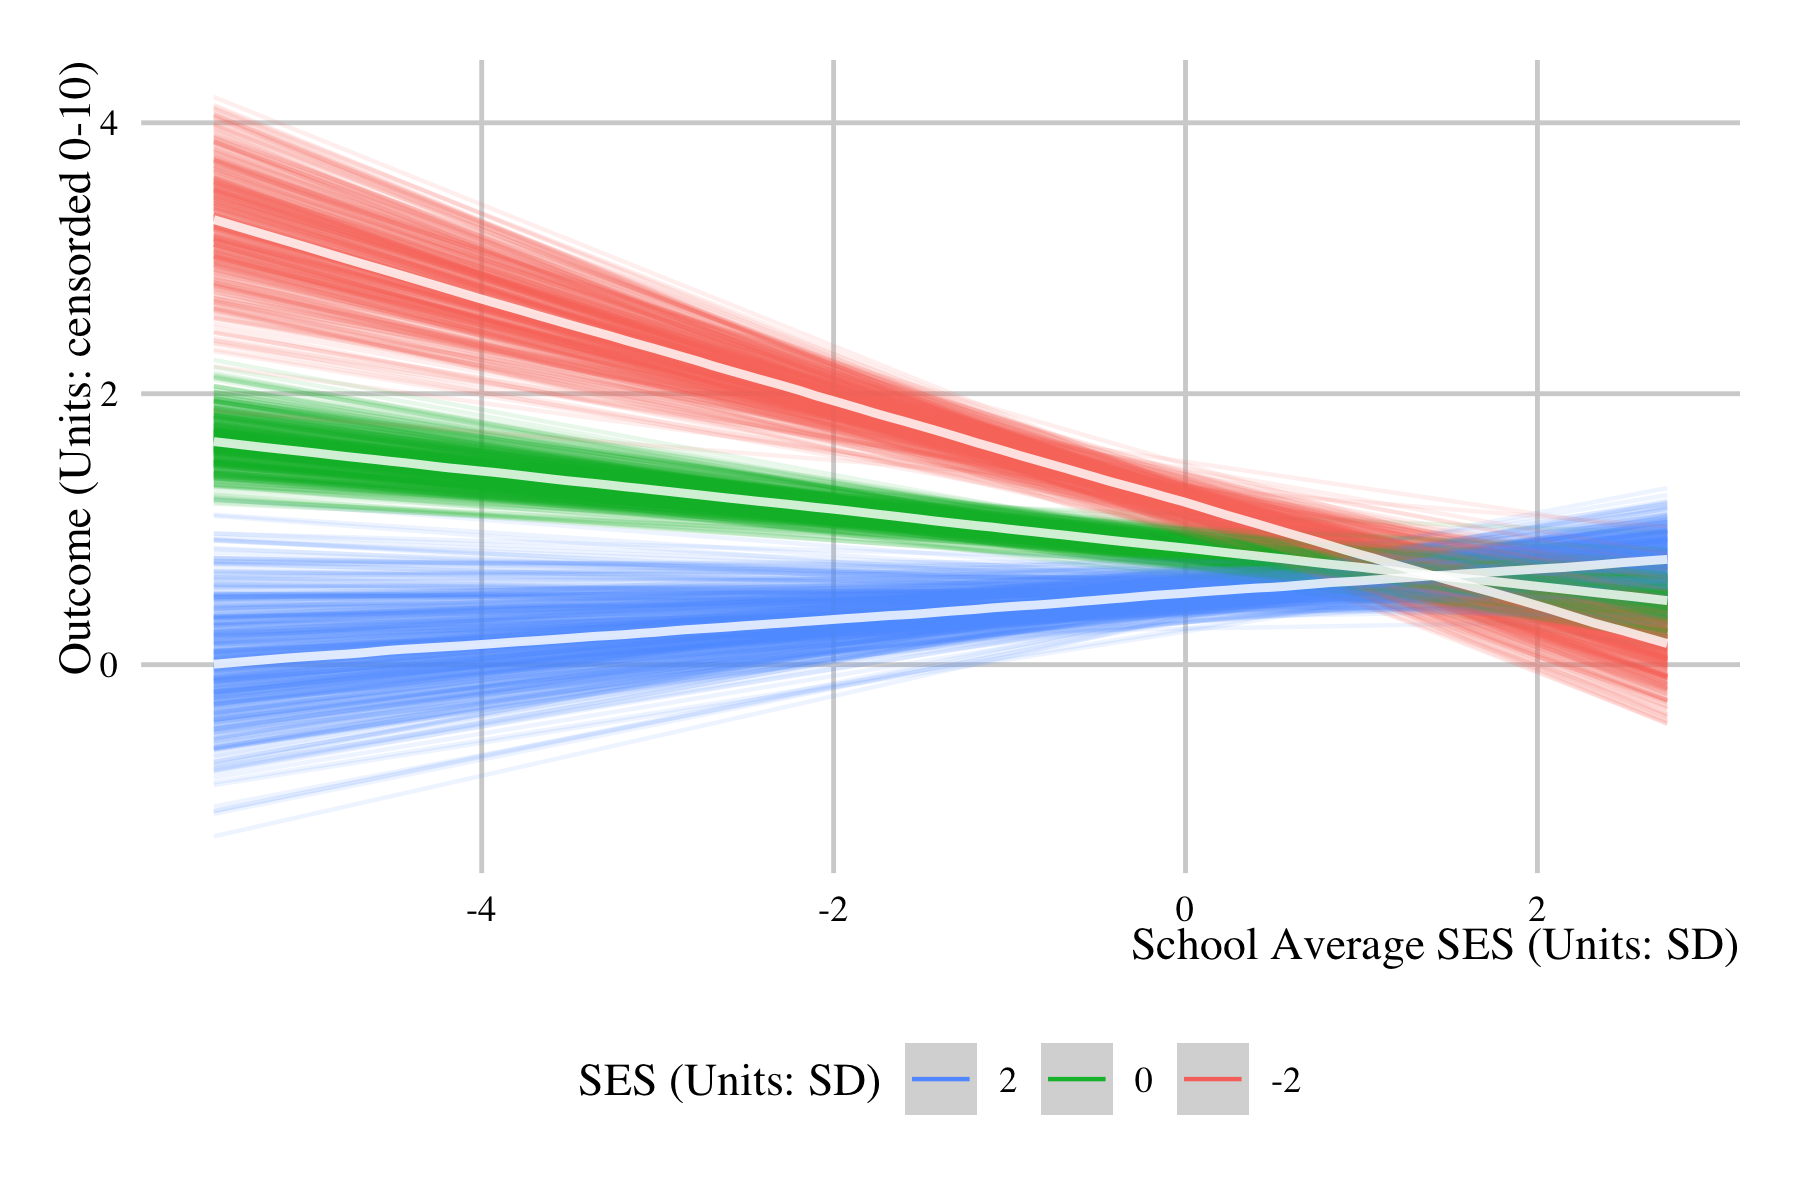 Outcome (Units: censorded 0-10)
4
2
0
-4 -2 0 2
School Average SES (Units: SD)
SES (Units: SD) 2 0 -2